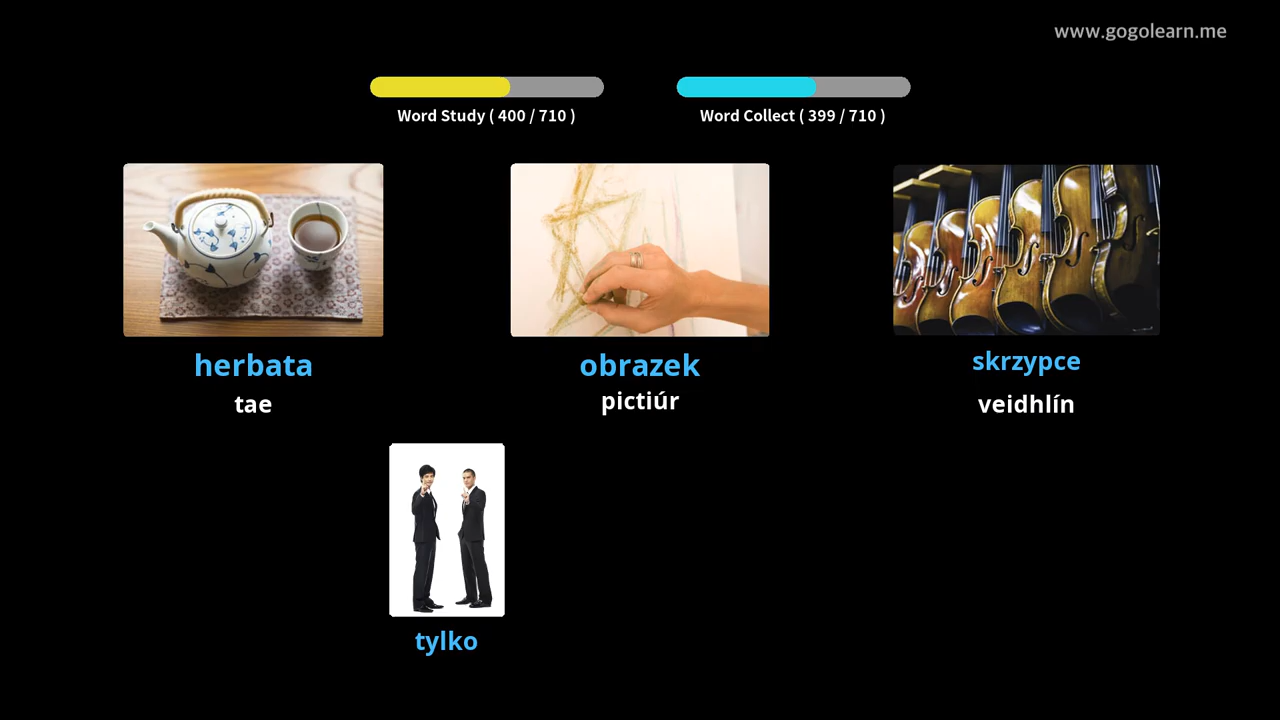 www.gogolearn.me
Word Study ( 400 / 710 )
Word Collect ( 399 / 710 )
herbata
obrazek
skrzypce
tae
pictiúr
veidhlín
tylko